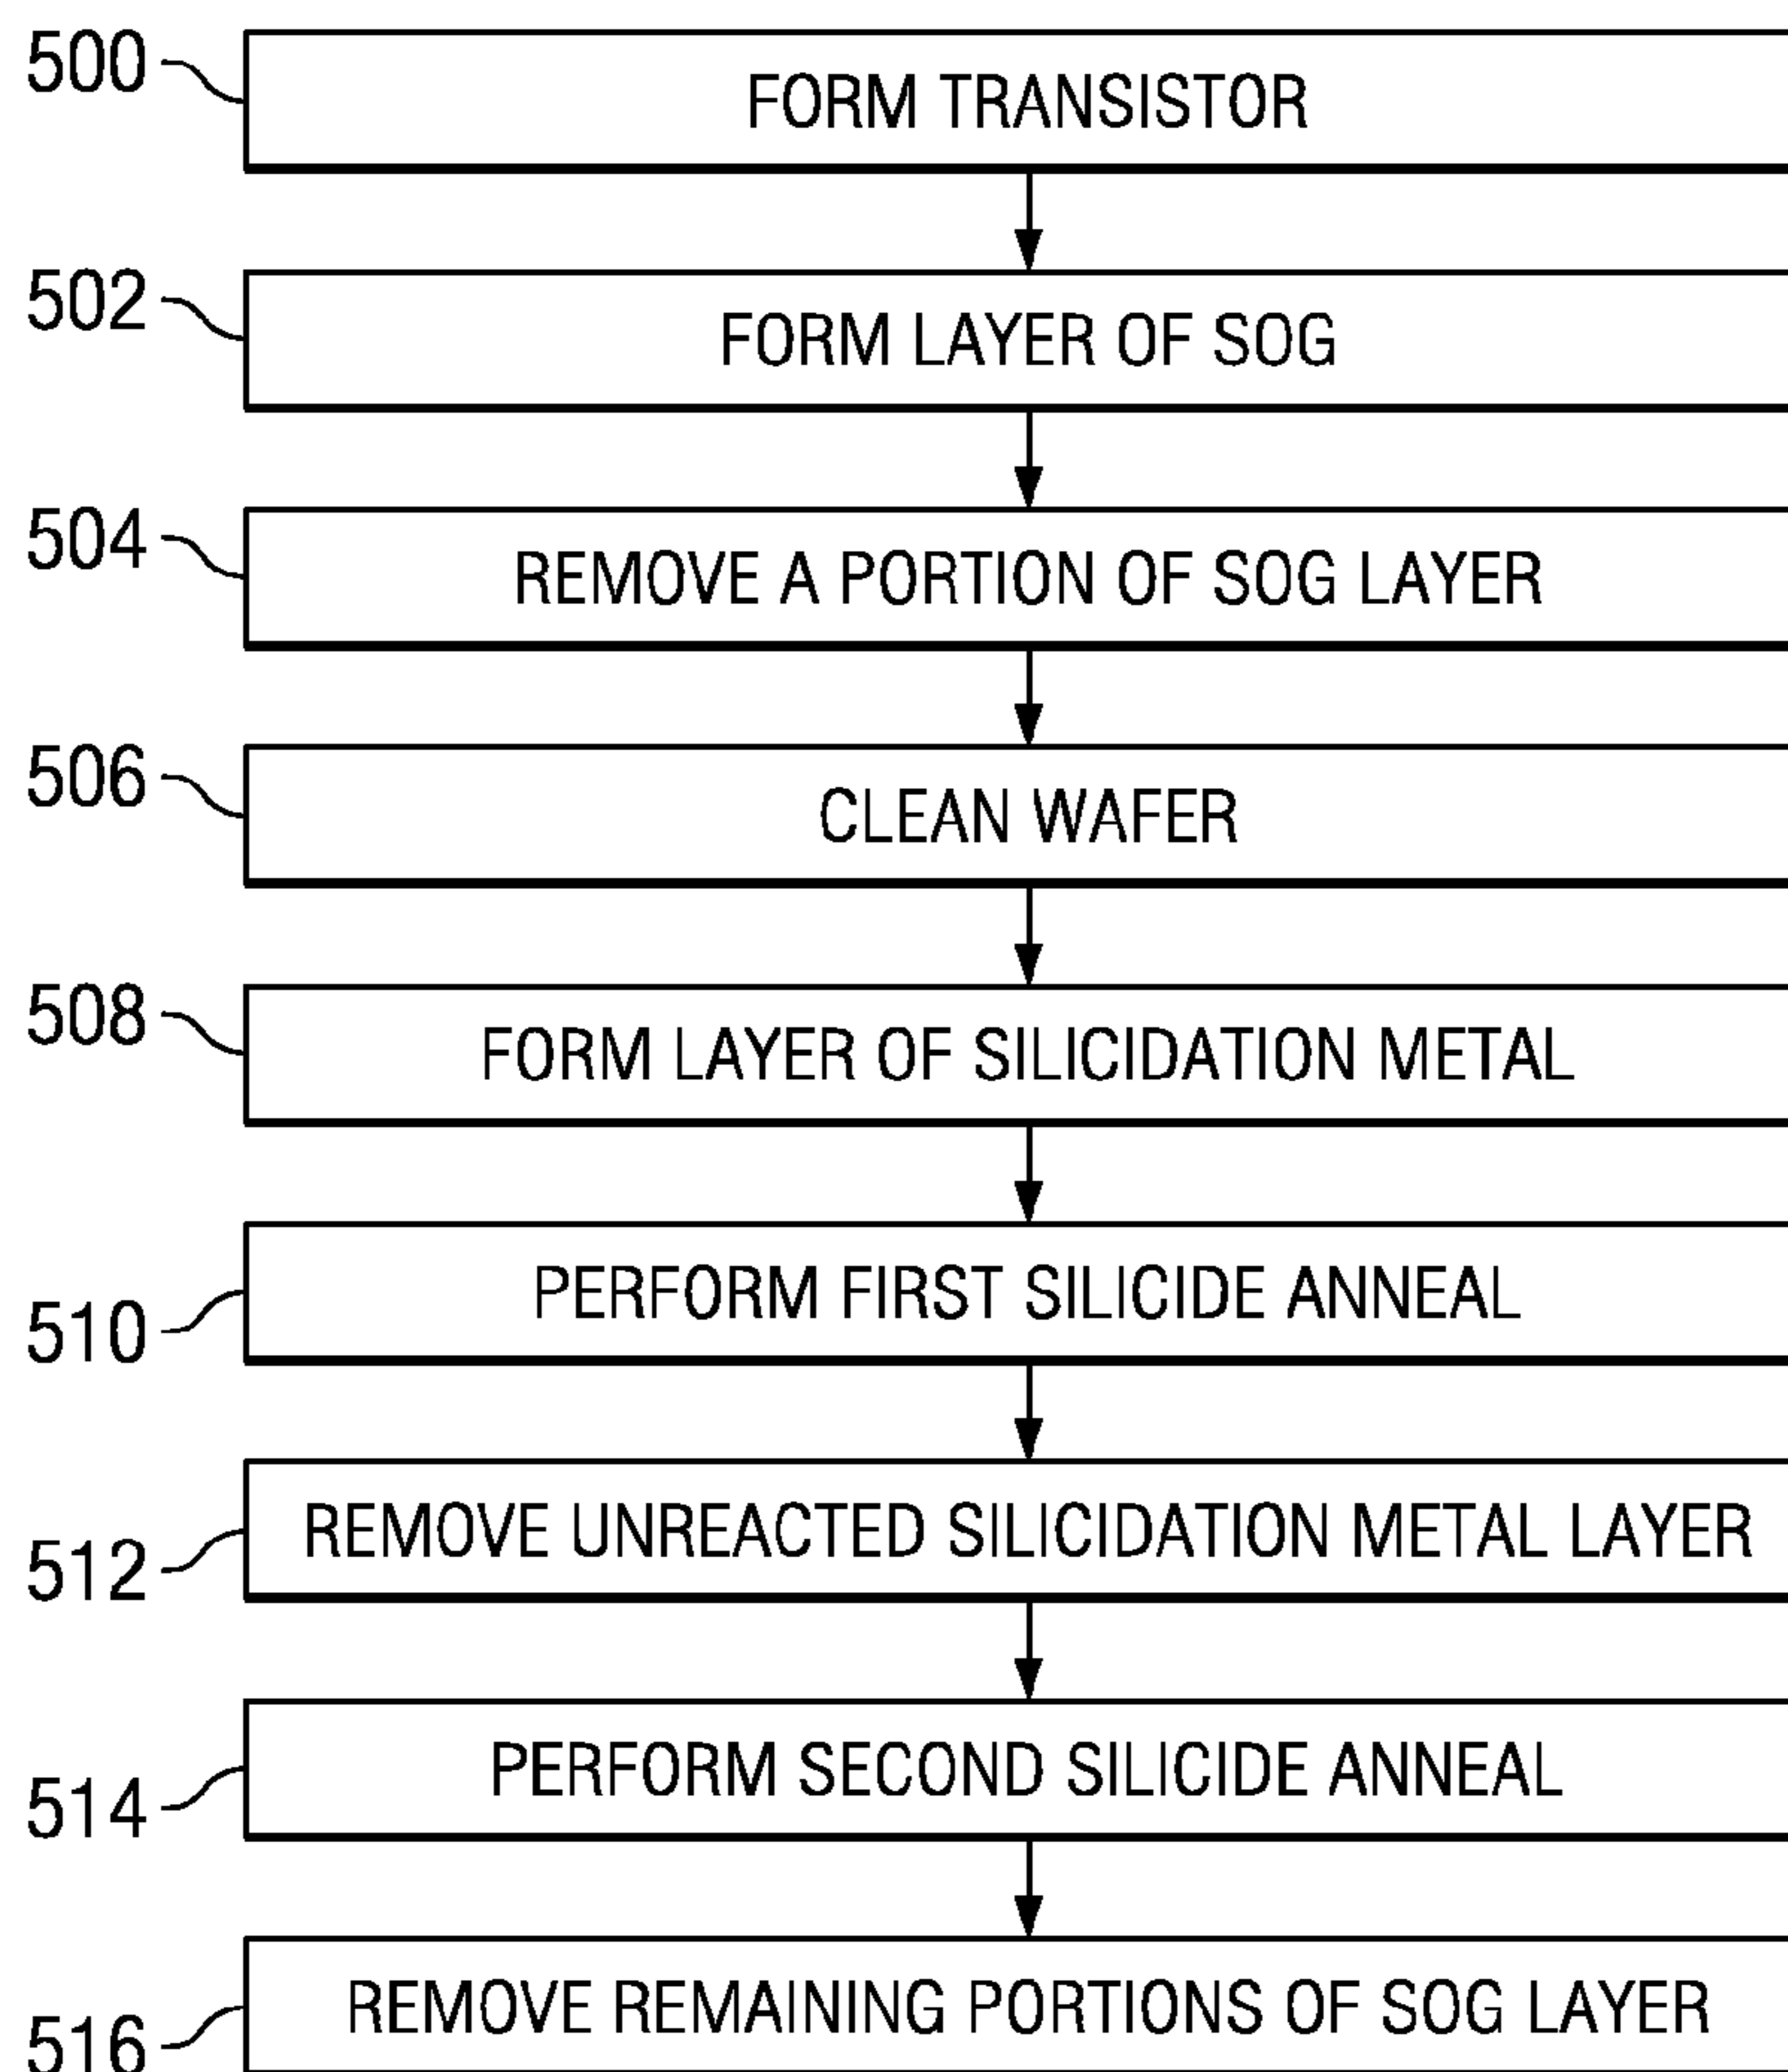 500
FORM TRANSISTOR
502
FORM LAYER OF SOG
504
REMOVE A PORTION OF SOG LAYER
506
CLEAN WAFER
508
FORM LAYER OF SILICIDATION METAL
510
PERFORM FIRST SILICIDE ANNEAL
512
REMOVE UNREACTED SILICIDATION METAL LAYER
514
PERFORM SECOND SILICIDE ANNEAL
516
REMOVE REMAINING PORTIONS OF SOG LAYER